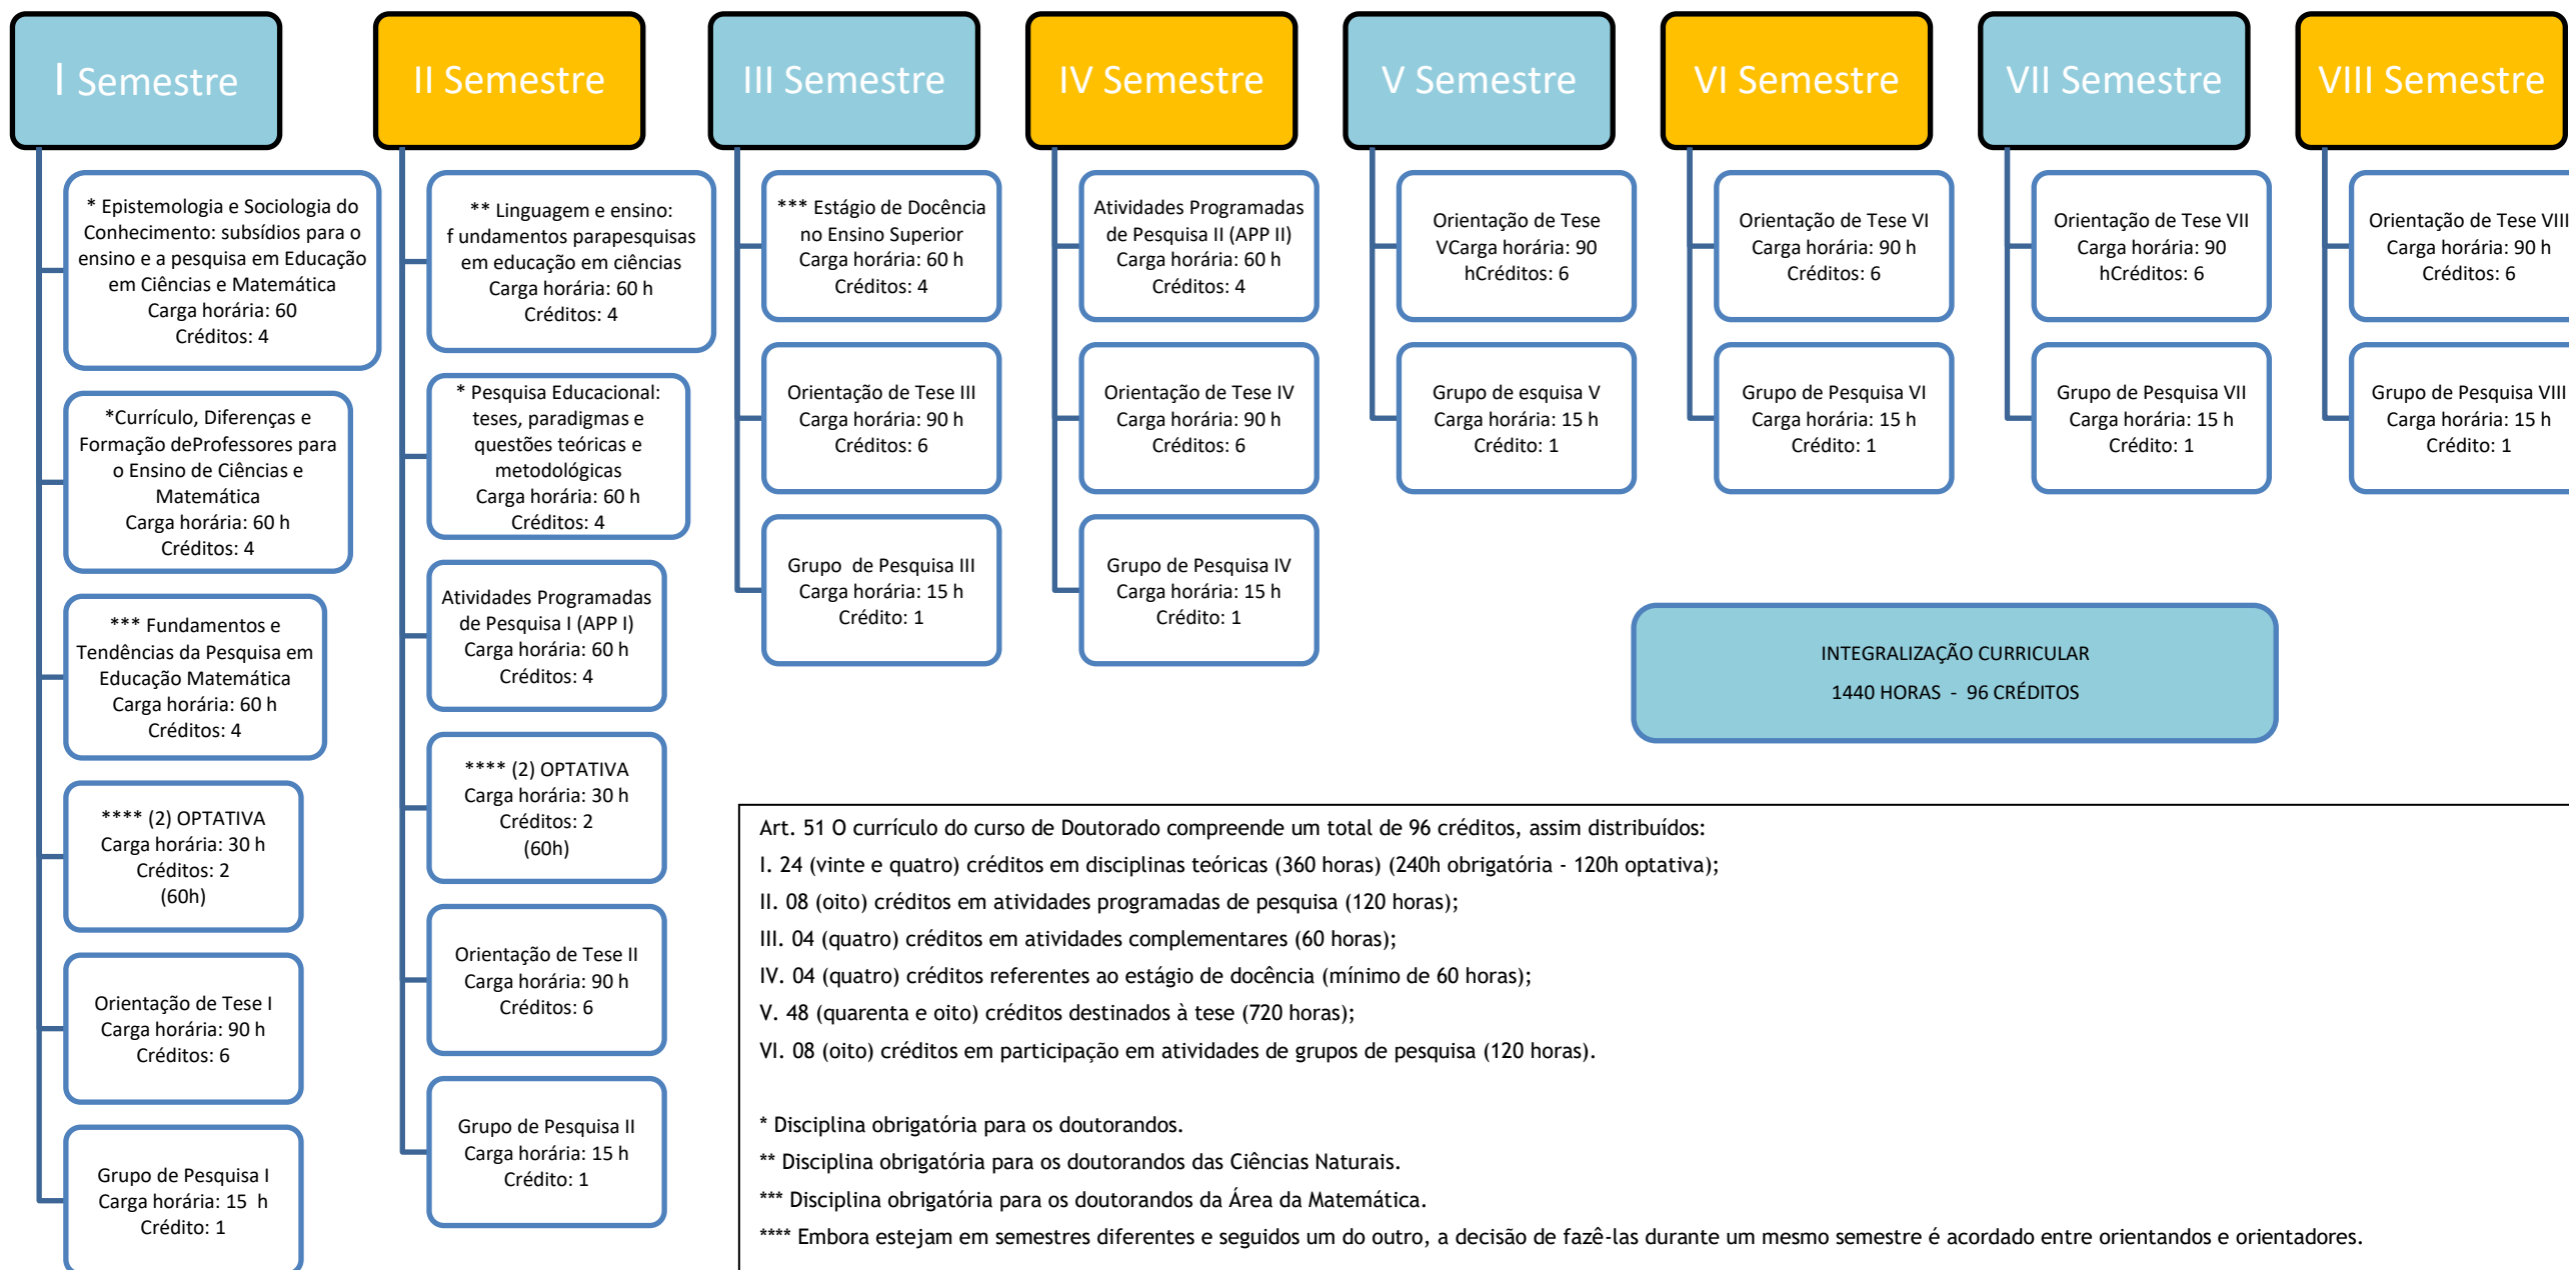 I Semestre
* Epistemologia e Sociologia do
Conhecimento: subsídios para o
ensino e a pesquisa em Educação
em Ciências e Matemática
Carga horária: 60
Créditos: 4
*Currículo, Diferenças e
Formação deProfessores para
o Ensino de Ciências e
Matemática
Carga horária: 60 h
Créditos: 4
*** Fundamentos e
Tendências da Pesquisa em
Educação Matemática
Carga horária: 60 h
Créditos: 4
**** (2) OPTATIVA
Carga horária: 30 h
Créditos: 2
(60h)
Orientação de Tese I
Carga horária: 90 h
Créditos: 6
Grupo de Pesquisa I
Carga horária: 15  h
Crédito: 1
II Semestre
** Linguagem e ensino:
f undamentos parapesquisas
em educação em ciências
Carga horária: 60 h
Créditos: 4
* Pesquisa Educacional:
teses, paradigmas e
questões teóricas e
metodológicas
Carga horária: 60 h
Créditos: 4
Atividades Programadas
de Pesquisa I (APP I)
Carga horária: 60 h
Créditos: 4
**** (2) OPTATIVA
Carga horária: 30 h
Créditos: 2
(60h)
Orientação de Tese II
Carga horária: 90 h
Créditos: 6
Grupo de Pesquisa II
Carga horária: 15 h
Crédito: 1
III Semestre
*** Estágio de Docência
no Ensino Superior
Carga horária: 60 h
Créditos: 4
Orientação de Tese III
Carga horária: 90 h
Créditos: 6
Grupo  de Pesquisa III
Carga horária: 15 h
Crédito: 1
IV Semestre
Atividades Programadas
de Pesquisa II (APP II)
Carga horária: 60 h
Créditos: 4
Orientação de Tese IV
Carga horária: 90 h
Créditos: 6
Grupo de Pesquisa IV
Carga horária: 15 h
Crédito: 1
V Semestre
Orientação de Tese
VCarga horária: 90
hCréditos: 6
Grupo de esquisa V
Carga horária: 15 h
Crédito: 1
VI Semestre
Orientação de Tese VI
Carga horária: 90 h
Créditos: 6
Grupo de Pesquisa VI
Carga horária: 15 h
Crédito: 1
VII Semestre
Orientação de Tese VII
Carga horária: 90
hCréditos: 6
Grupo de Pesquisa VII
Carga horária: 15 h
Crédito: 1
VIII Semestre
Orientação de Tese VIII
Carga horária: 90 h
Créditos: 6
Grupo de Pesquisa VIII
Carga horária: 15 h
Crédito: 1
INTEGRALIZAÇÃO CURRICULAR
1440 HORAS  -  96 CRÉDITOS
Art. 51 O currículo do curso de Doutorado compreende um total de 96 créditos, assim distribuídos:
I. 24 (vinte e quatro) créditos em disciplinas teóricas (360 horas) (240h obrigatória - 120h optativa);
II. 08 (oito) créditos em atividades programadas de pesquisa (120 horas);
III. 04 (quatro) créditos em atividades complementares (60 horas);
IV. 04 (quatro) créditos referentes ao estágio de docência (mínimo de 60 horas);
V. 48 (quarenta e oito) créditos destinados à tese (720 horas);
VI. 08 (oito) créditos em participação em atividades de grupos de pesquisa (120 horas).
* Disciplina obrigatória para os doutorandos.
** Disciplina obrigatória para os doutorandos das Ciências Naturais.
*** Disciplina obrigatória para os doutorandos da Área da Matemática.
**** Embora estejam em semestres diferentes e seguidos um do outro, a decisão de fazê-las durante um mesmo semestre é acordado entre orientandos e orientadores.